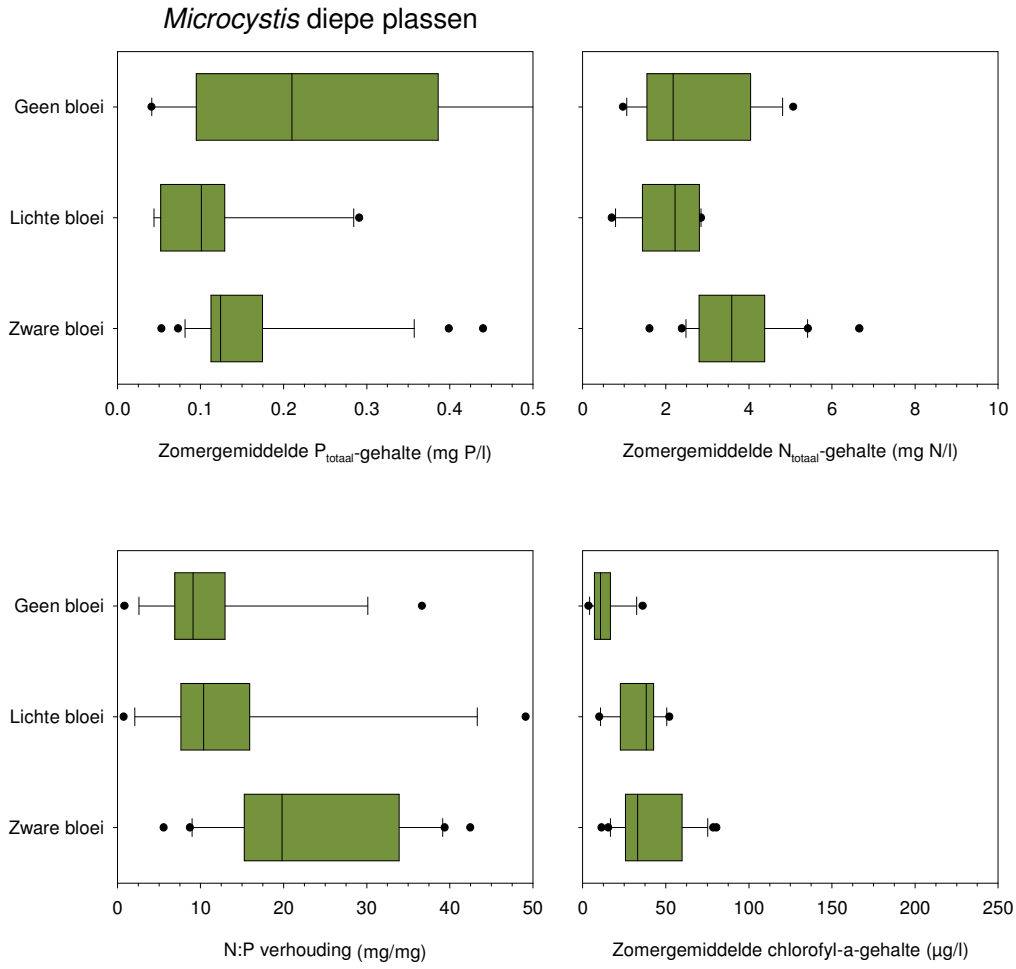 Microcystis diepe plassen
Geen bloei
Lichte bloei
Zware bloei
0.0 0.1 0.2 0.3 0.4 0.5
Zomergemiddelde Ptotaal-gehalte (mg P/l)
0 2 4 6 8 10
Zomergemiddelde Ntotaal-gehalte (mg N/l)
Geen bloei
Lichte bloei
Zware bloei
0 10 20 30 40 50
N:P verhouding (mg/mg)
0 50 100 150 200 250
Zomergemiddelde chlorofyl-a-gehalte (µg/l)